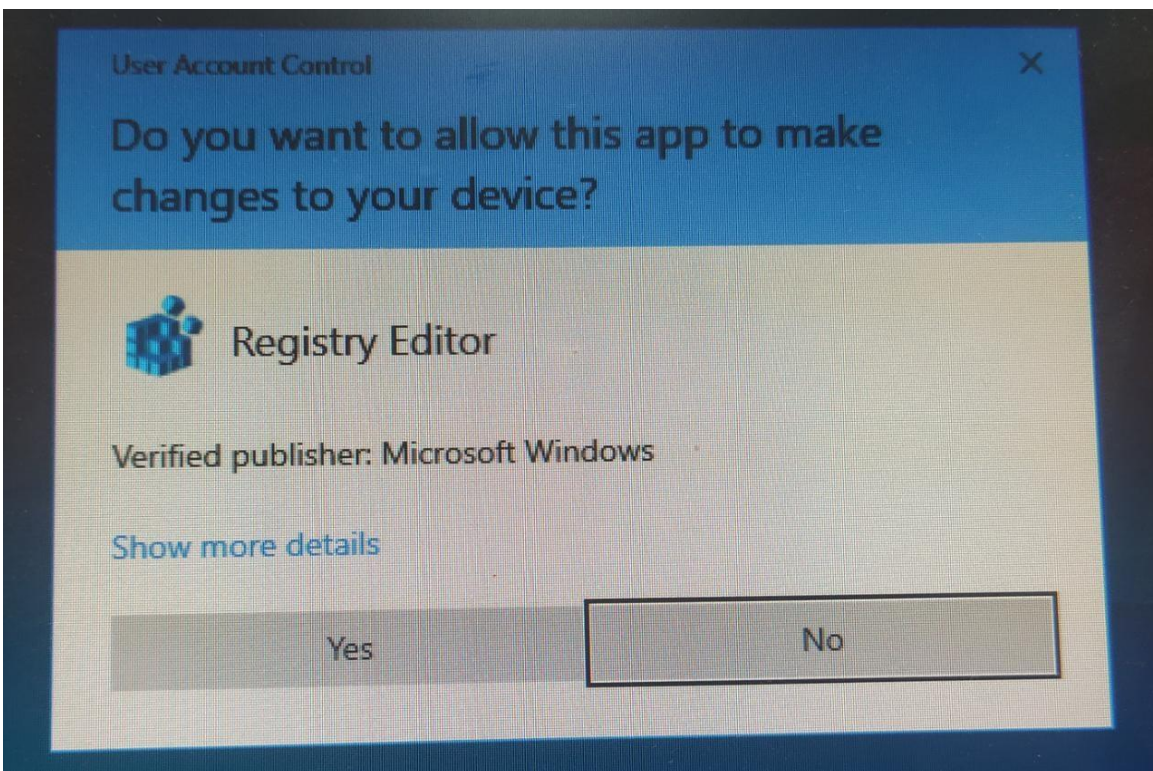 User Account Control
Do you want to allow this app to make
changes to your device?
Registry Editor
Verified publisher: Microsoft Windows
Show more details
Yes
No